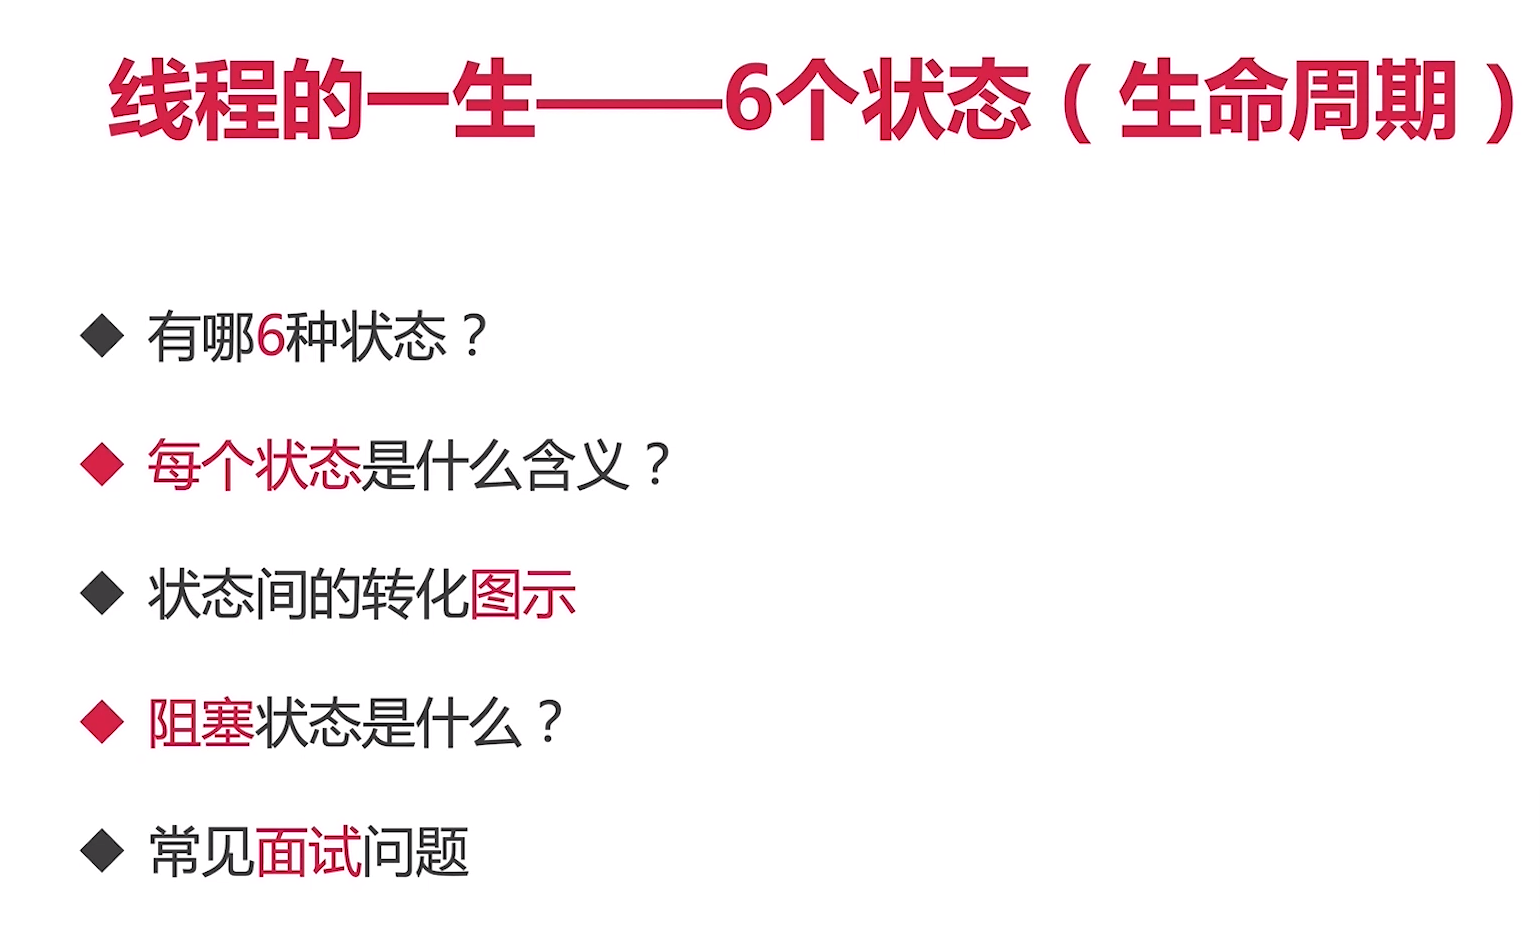 线程的一生——6个状态（生命周期）
有哪6种状态？
每个状态是什么含义？
状态间的转化图示
阻塞状态是什么？
常见面试问题